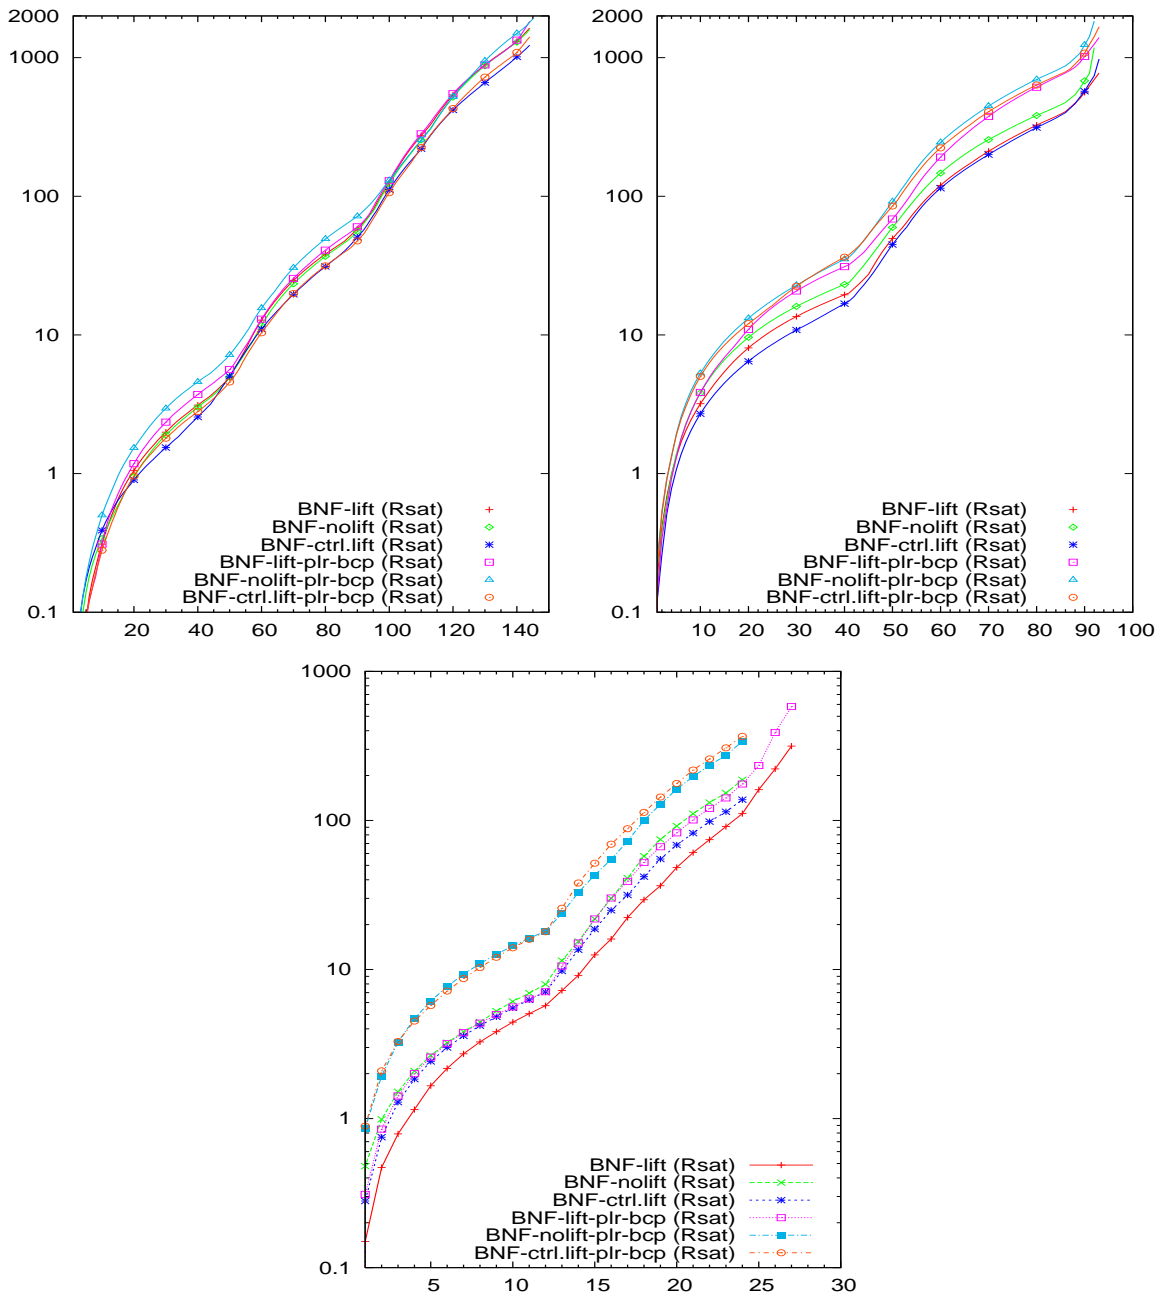 2000
1000
100
10
1
0.1
BNF-lift (Rsat)
BNF-nolift (Rsat)
BNF-ctrl.lift (Rsat)
BNF-lift-plr-bcp (Rsat)
BNF-nolift-plr-bcp (Rsat)
BNF-ctrl.lift-plr-bcp (Rsat)
20 40 60 80 100 120 140
2000
1000
100
10
1
0.1
BNF-lift (Rsat)
BNF-nolift (Rsat)
BNF-ctrl.lift (Rsat)
BNF-lift-plr-bcp (Rsat)
BNF-nolift-plr-bcp (Rsat)
BNF-ctrl.lift-plr-bcp (Rsat)
10 20 30 40 50 60 70 80 90 100
1000
100
10
1
0.1
BNF-lift (Rsat)
BNF-nolift (Rsat)
BNF-ctrl.lift (Rsat)
BNF-lift-plr-bcp (Rsat)
BNF-nolift-plr-bcp (Rsat)
BNF-ctrl.lift-plr-bcp (Rsat)
5 10 15 20 25 30